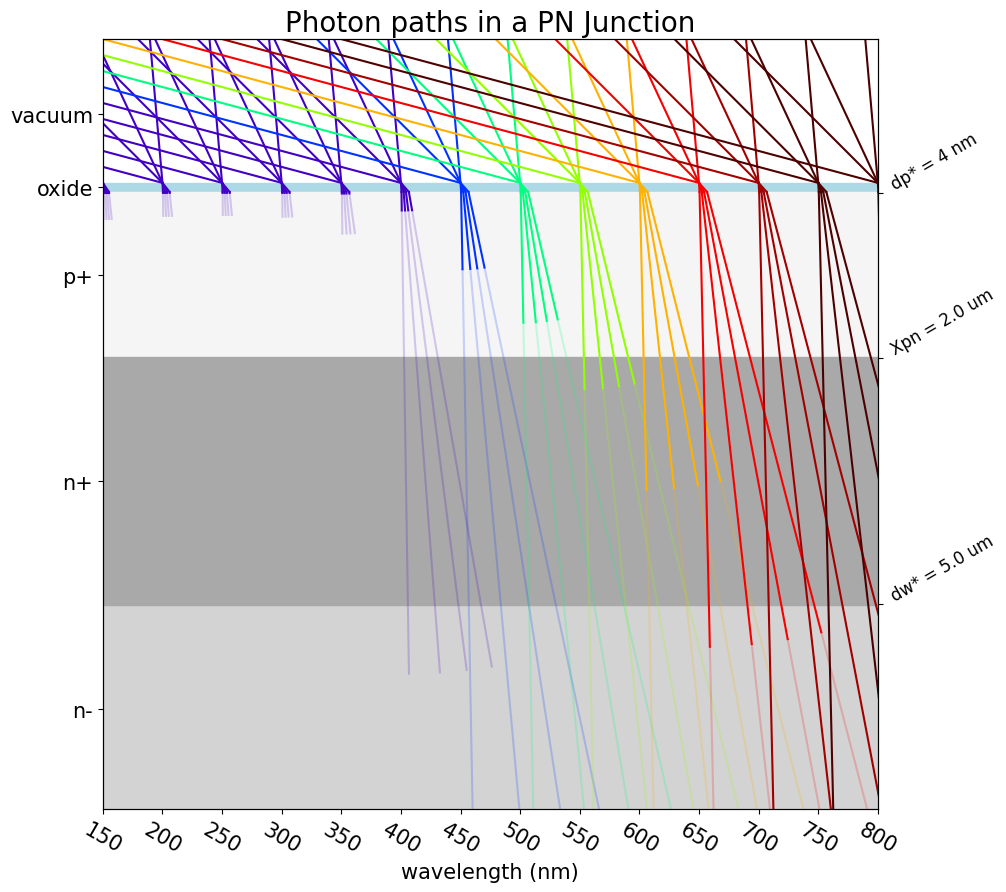 Photon paths in a PN Junction
vacuum
oxide
p+
n+
n-
dp* = 4 nm
Xpn = 2.0 um
dw* = 5.0 um
150 200 250 300 350 400 450 500 550 600 650 700 750 800
wavelength (nm)